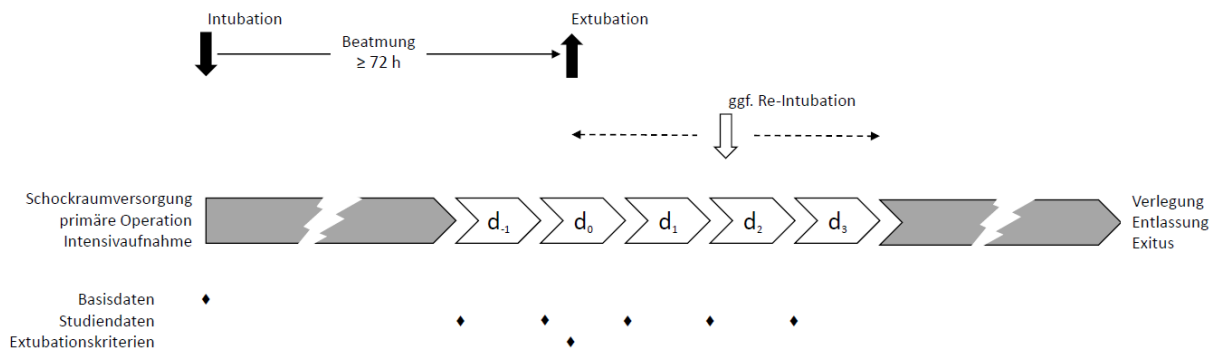 Intubation
Extubation
Beatmung
≥ 72 h
ggf. Re-Intubation
Schockraumversorgung
primäre Operation
Intensivaufnahme
d-1
d0
d1
d2
d3
Verlegung
Entlassung
Exitus
Basisdaten
Studiendaten
Extubationskriterien